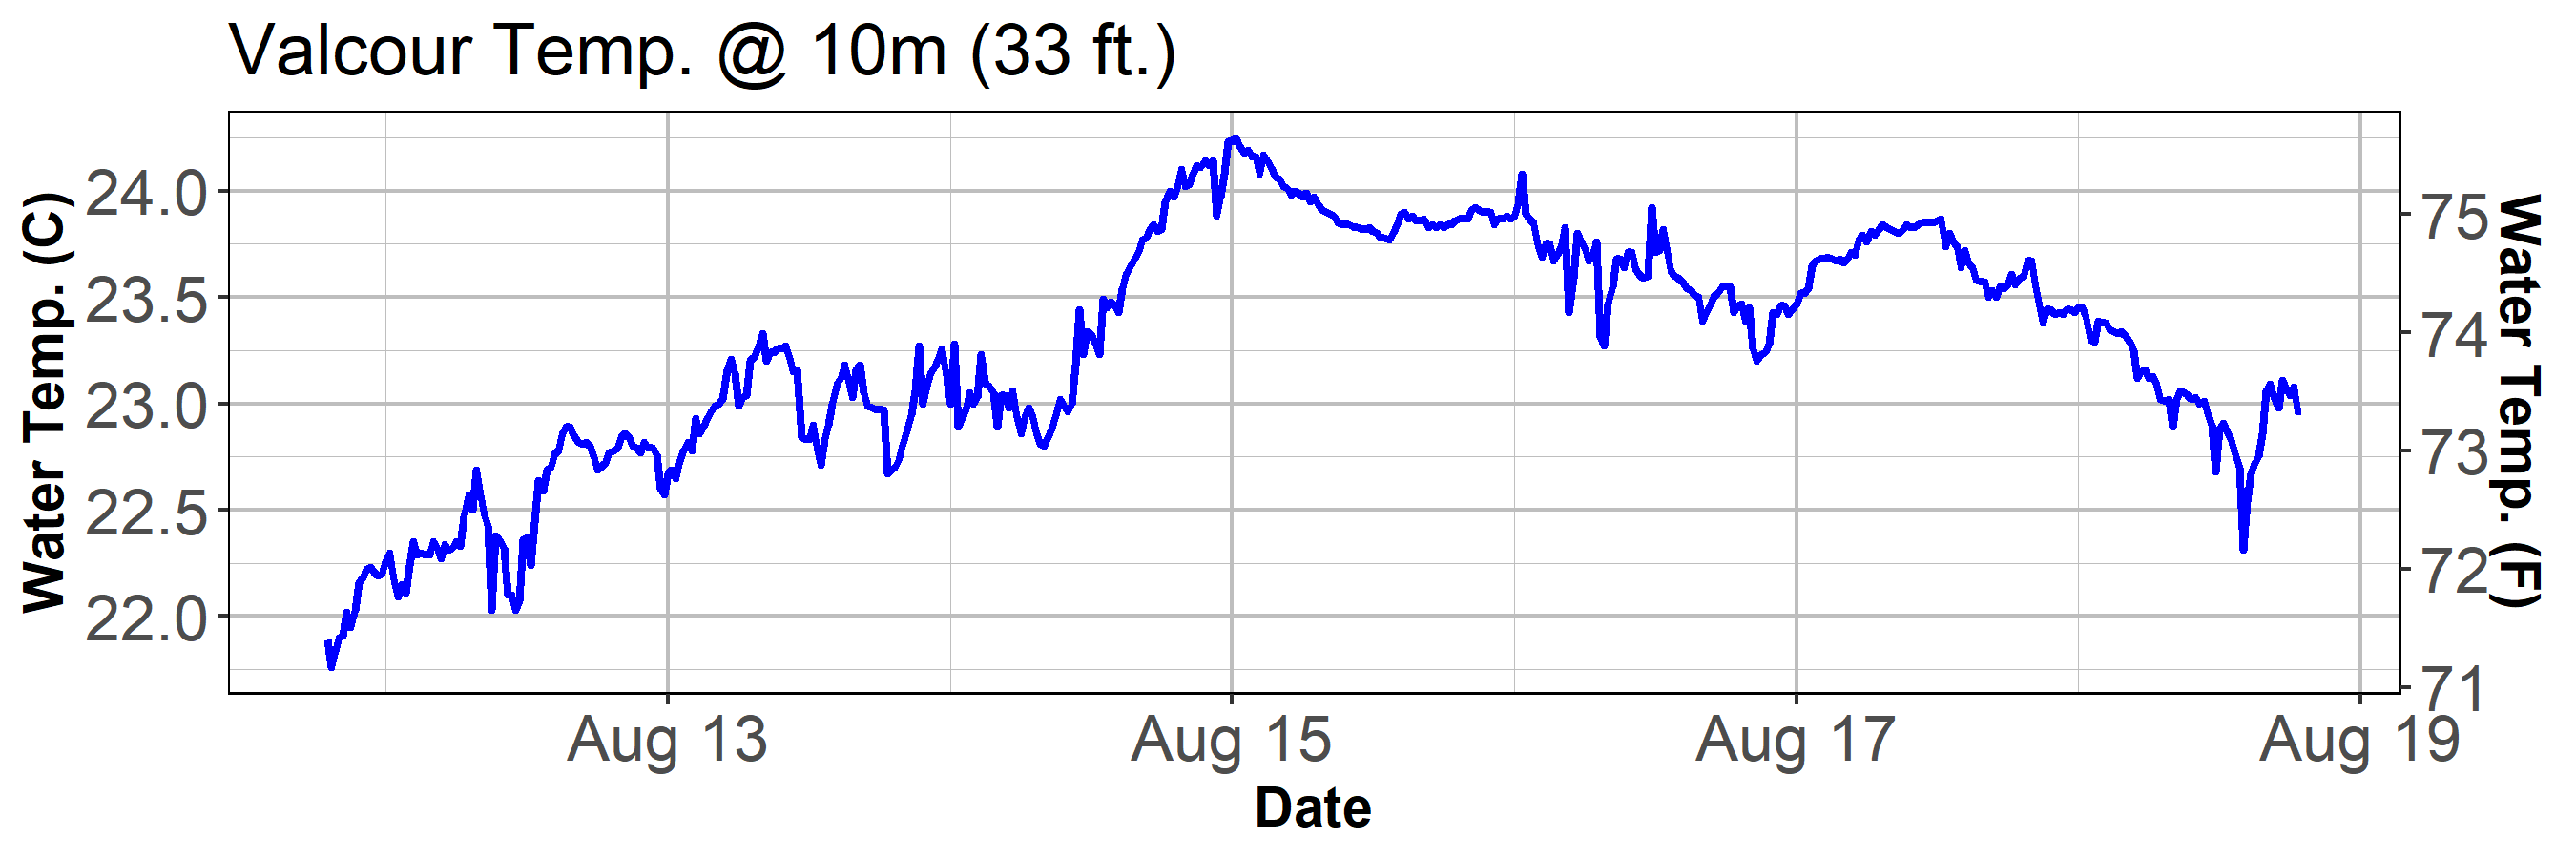 Valcour Temp. @ 10m (33 ft.)
Water Temp. (C)
24.0
23.5
23.0
22.5
22.0
75
74
73
72
71
Water Temp. (F)
Aug 13
Aug 15
Aug 17
Aug 19
Date